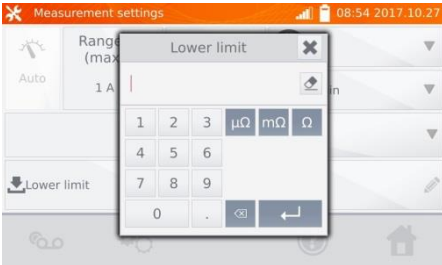 Measurement settings
08:54 2017.10.27
Range
(max
Auto
1 A
in
Lower limit
1 2 3 μΩ mΩ Ω
4 5 6
7 8 9
0 .
Lower limit